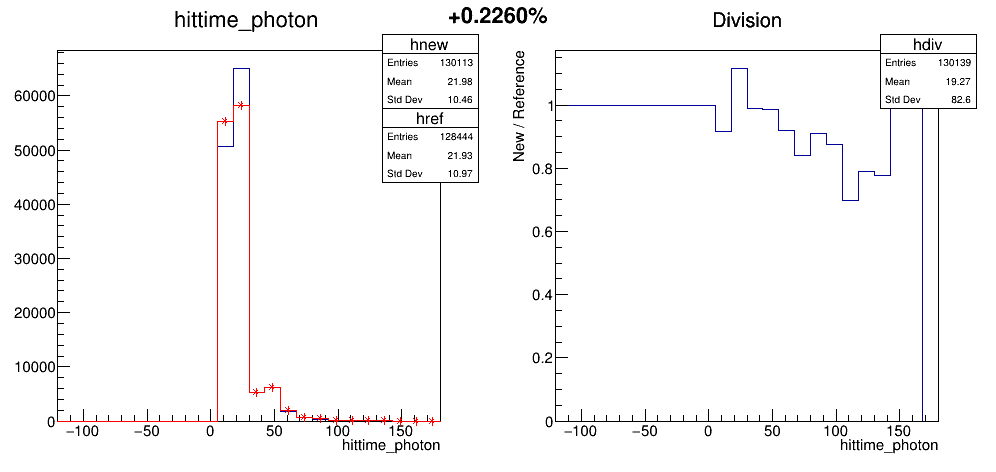 +0.2260%
hittime_photon
hnew
Entries 130113
Mean 21.98
Std Dev 10.46
href
Entries 128444
Mean 21.93
Std Dev 10.97
60000
50000
40000
30000
20000
10000
0
−100 −50 0 50 100 150
hittime_photon
Division
hdiv
Entries 130139
Mean 19.27
Std Dev 82.6
New / Reference
1
0.8
0.6
0.4
0.2
0
−100 −50 0 50 100 150
hittime_photon